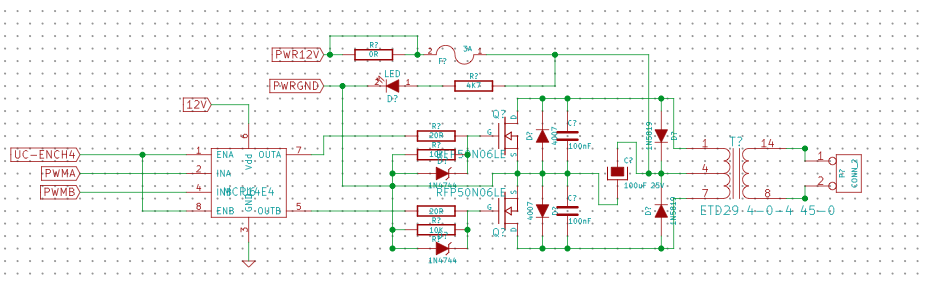 PWR12V
R?
0R
2
3A
1
F?
PWRGND
LED
2
1
D?
R?
4K7
12V
6
Vdd
UC-ENCH4
1
ENA
OUTA
7
PWMA
2
INA
PWMB
4
INB
MCP14E4
GND
8
ENB
OUTB
5
3
R?
20R
R?
10K
D?
1N4744
RFP50N06LE
Q?
D
G
S
D?
4007
C?
100nF.
1N5819
D?
C?
100uF 25V
T?
1
14
4
7
8
ETD29-4-0-4 45-0
1
2
P?
CONN_2
R?
20R
R?
10K
D?
1N4744
RFP50N06LE
Q?
D
G
S
4007
D?
C?
100nF.
D?
1N5819